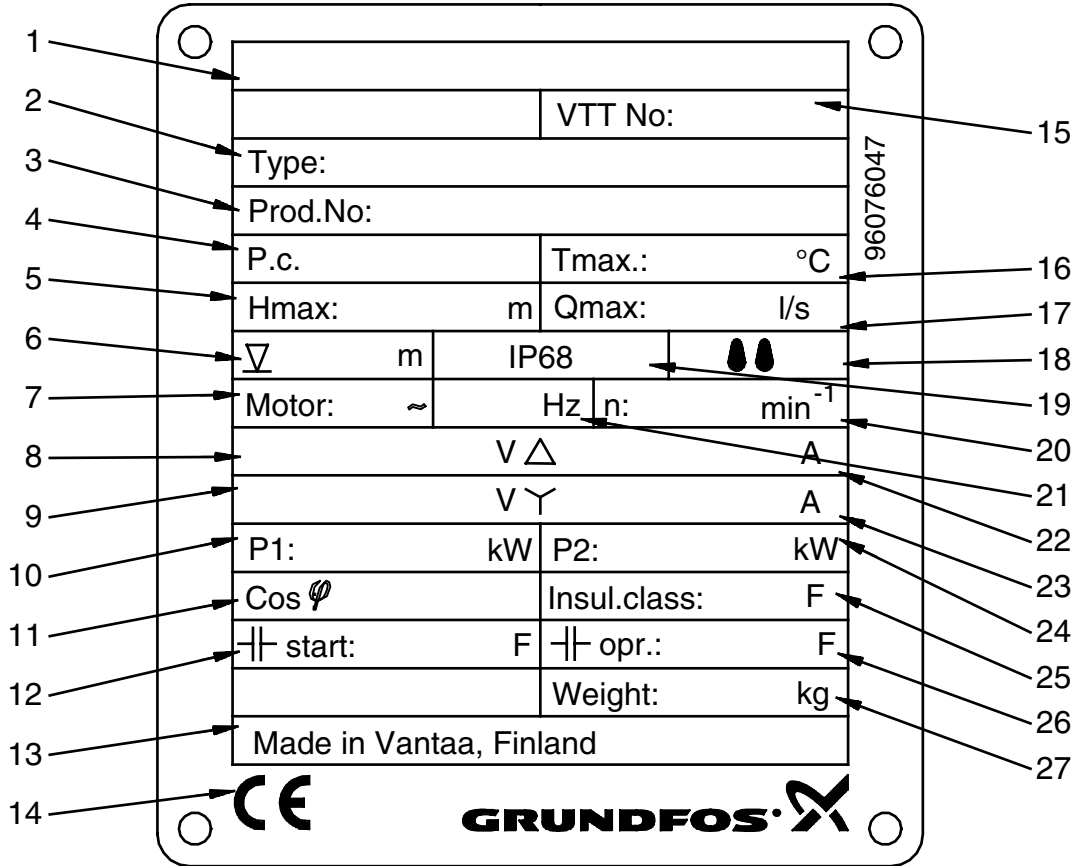 1
2
3
4
5
6
7
8
9
10
11
12
13
14
VTT No:
Type:
Prod.No:
P.c. Tmax.: °C
Hmax: m Qmax: l/s
m IP68
Motor: ~ Hz n: min⁻¹
V △ A
V Y A
P1: kW P2: kW
Cos φ Insul.class: F
start: F opr.: F
Weight: kg
Made in Vantaa, Finland
CE GRUNDFOS
96076047
15
16
17
18
19
20
21
22
23
24
25
26
27